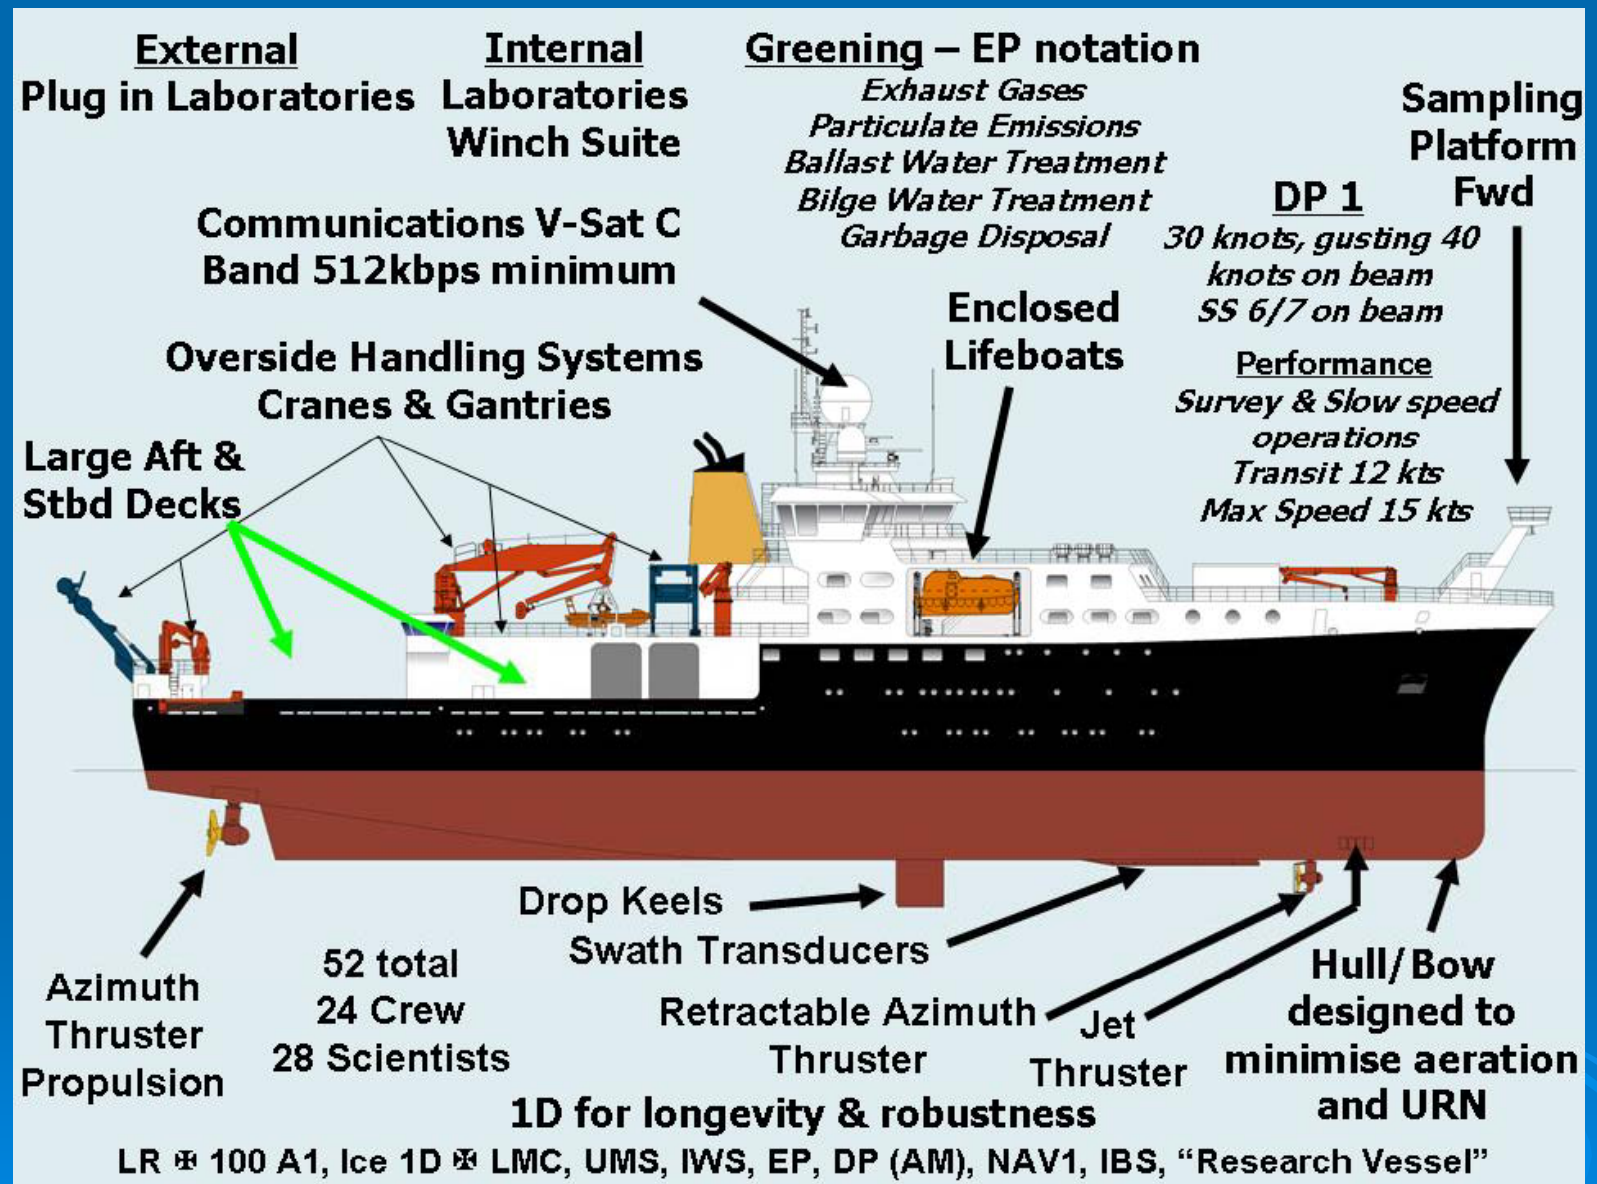 External
Plug in Laboratories
Internal
Laboratories
Winch Suite
Greening – EP notation
Exhaust Gases
Particulate Emissions
Ballast Water Treatment
Bilge Water Treatment
Garbage Disposal
Sampling
Platform
Fwd
DP 1
30 knots, gusting 40
knots on beam
SS 6/7 on beam
Performance
Survey & Slow speed
operations
Transit 12 kts
Max Speed 15 kts
Communications V-Sat C
Band 512kbps minimum
Enclosed
Lifeboats
Overside Handling Systems
Cranes & Gantries
Large Aft &
Stbd Decks
Drop Keels
Swath Transducers
Azimuth
Thruster
Propulsion
52 total
24 Crew
28 Scientists
Retractable Azimuth
Thruster
Jet
Thruster
Hull/Bow
designed to
minimise aeration
and URN
1D for longevity & robustness
LR ✠ 100 A1, Ice 1D ✠ LMC, UMS, IWS, EP, DP (AM), NAV1, IBS, “Research Vessel”